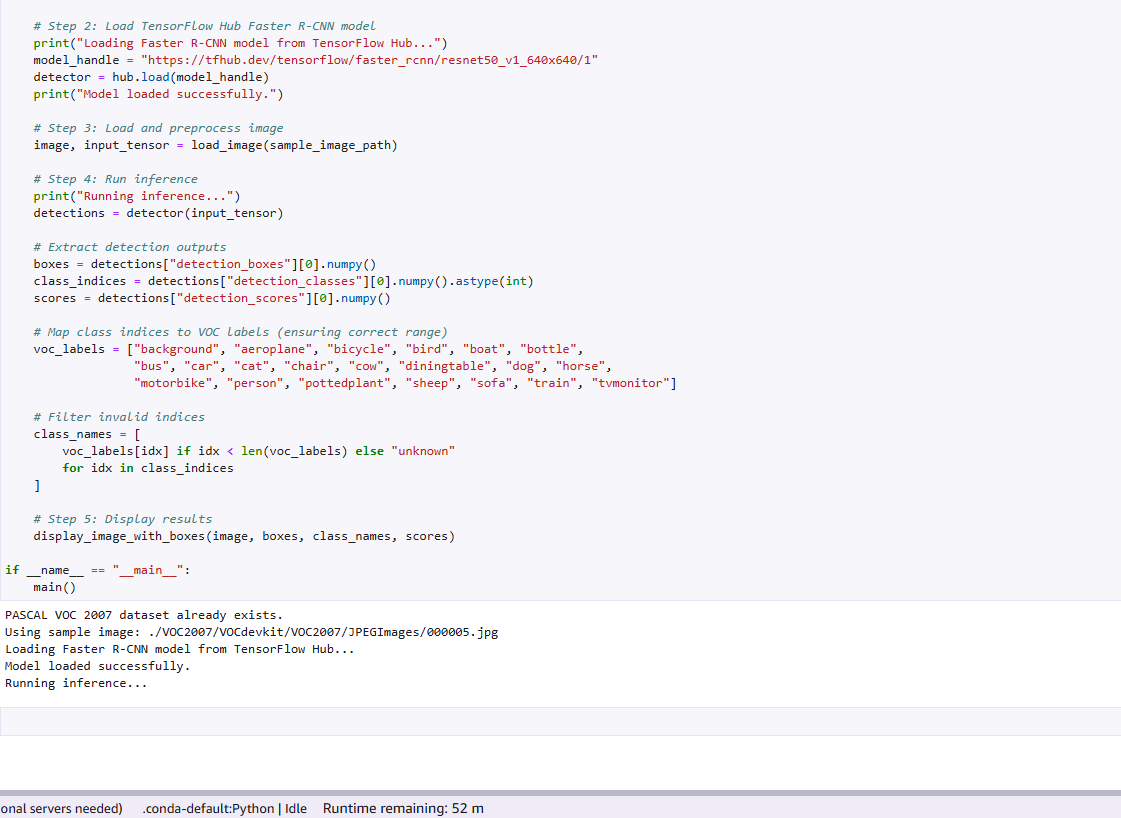 # Step 2: Load TensorFlow Hub Faster R-CNN model
print("Loading Faster R-CNN model from TensorFlow Hub...")
model_handle = "https://tfhub.dev/tensorflow/faster_rcnn/resnet50_v1_640x640/1"
detector = hub.load(model_handle)
print("Model loaded successfully.")
# Step 3: Load and preprocess image
image, input_tensor = load_image(sample_image_path)
# Step 4: Run inference
print("Running inference...")
detections = detector(input_tensor)
# Extract detection outputs
boxes = detections["detection_boxes"][0].numpy()
class_indices = detections["detection_classes"][0].numpy().astype(int)
scores = detections["detection_scores"][0].numpy()
# Map class indices to VOC labels (ensuring correct range)
voc_labels = ["background", "aeroplane", "bicycle", "bird", "boat", "bottle",
"bus", "car", "cat", "chair", "cow", "diningtable", "dog", "horse",
"motorbike", "person", "pottedplant", "sheep", "sofa", "train", "tvmonitor"]
# Filter invalid indices
class_names = [
voc_labels[idx] if idx < len(voc_labels) else "unknown"
for idx in class_indices
]
# Step 5: Display results
display_image_with_boxes(image, boxes, class_names, scores)
if __name__ == "__main__":
main()
PASCAL VOC 2007 dataset already exists.
Using sample image: ./VOC2007/VOCdevkit/VOC2007/JPEGImages/000005.jpg
Loading Faster R-CNN model from TensorFlow Hub...
Model loaded successfully.
Running inference...
onal servers needed) .conda-default:Python | Idle Runtime remaining: 52 m